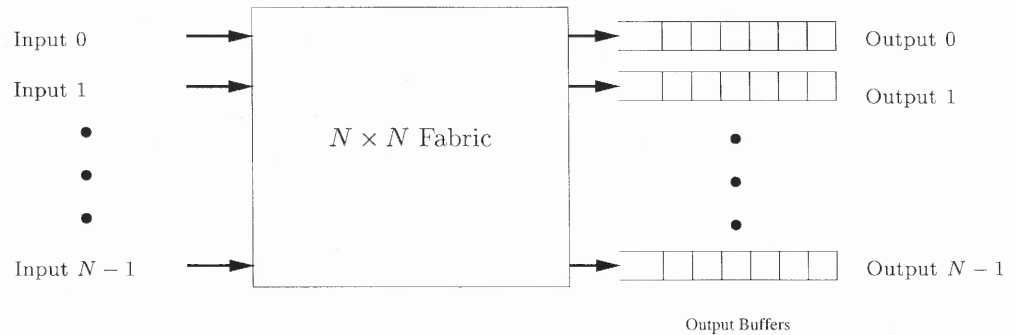 Input 0
Output 0
Input 1
Output 1
N × N Fabric
Input N − 1
Output N − 1
Output Buffers